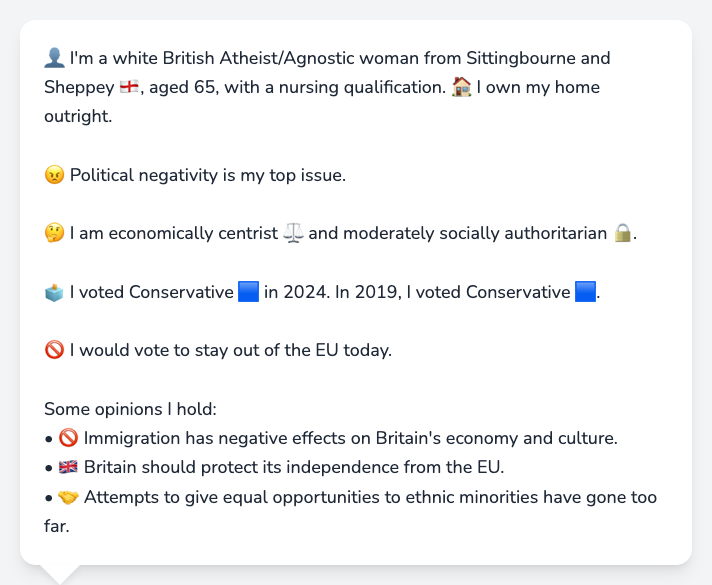 👤 I'm a white British Atheist/Agnostic woman from Sittingbourne and
Sheppey 🏴󠁧󠁢󠁥󠁮󠁧󠁿, aged 65, with a nursing qualification. 🏠 I own my home
outright.
😠 Political negativity is my top issue.
🤔 I am economically centrist ⚖️ and moderately socially authoritarian 🔒.
🗳️ I voted Conservative 🟦 in 2024. In 2019, I voted Conservative 🟦.
🚫 I would vote to stay out of the EU today.
Some opinions I hold:
• 🚫 Immigration has negative effects on Britain's economy and culture.
• 🇬🇧 Britain should protect its independence from the EU.
• 🤝 Attempts to give equal opportunities to ethnic minorities have gone too
far.